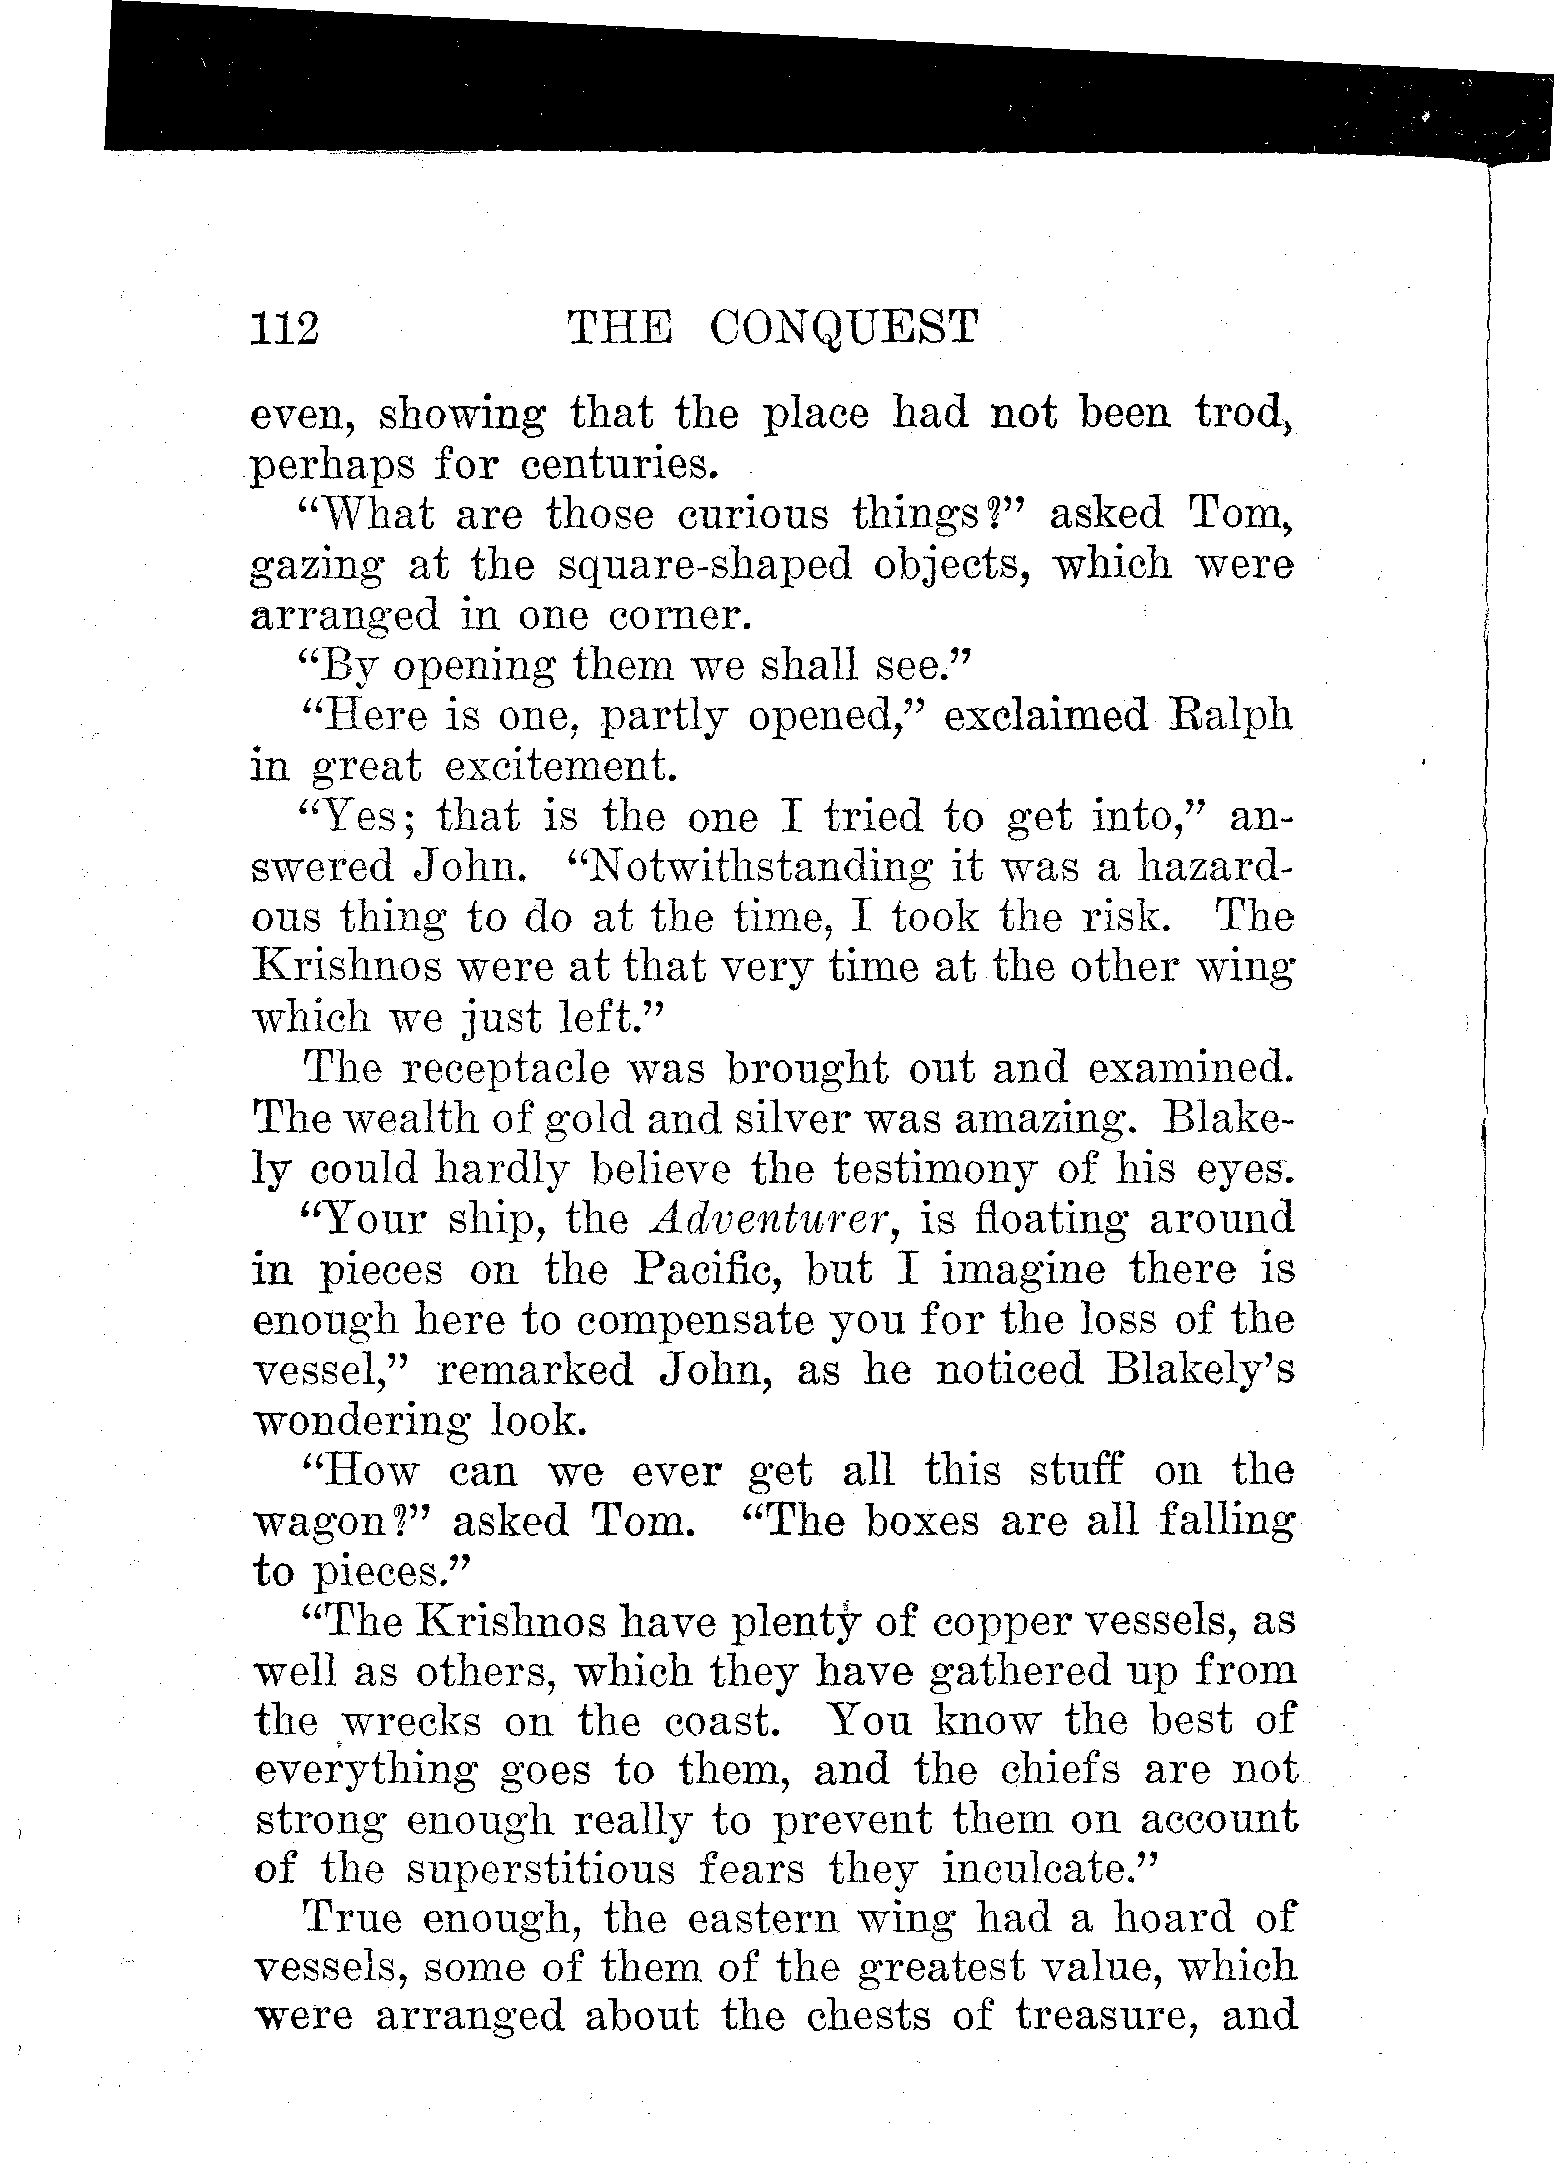 112 THE CONQUEST
even, showing that the place had not been trod,
perhaps for centuries.
“What are those curious things?” asked Tom,
gazing at the square-shaped objects, which were
arranged in one corner.
“By opening them we shall see.”
“Here is one, partly opened,” exclaimed Ralph
in great excitement.
“Yes; that is the one I tried to get into,” an-
swered John. “Notwithstanding it was a hazard-
ous thing to do at the time, I took the risk. The
Krishnos were at that very time at the other wing
which we just left.”
The receptacle was brought out and examined.
The wealth of gold and silver was amazing. Blake-
ly could hardly believe the testimony of his eyes.
“Your ship, the Adventurer, is floating around
in pieces on the Pacific, but I imagine there is
enough here to compensate you for the loss of the
vessel,” remarked John, as he noticed Blakely’s
wondering look.
“How can we ever get all this stuff on the
wagon?” asked Tom. “The boxes are all falling
to pieces.”
“The Krishnos have plenty of copper vessels, as
well as others, which they have gathered up from
the wrecks on the coast. You know the best of
everything goes to them, and the chiefs are not
strong enough really to prevent them on account
of the superstitious fears they inculcate.”
True enough, the eastern wing had a hoard of
vessels, some of them of the greatest value, which
were arranged about the chests of treasure, and